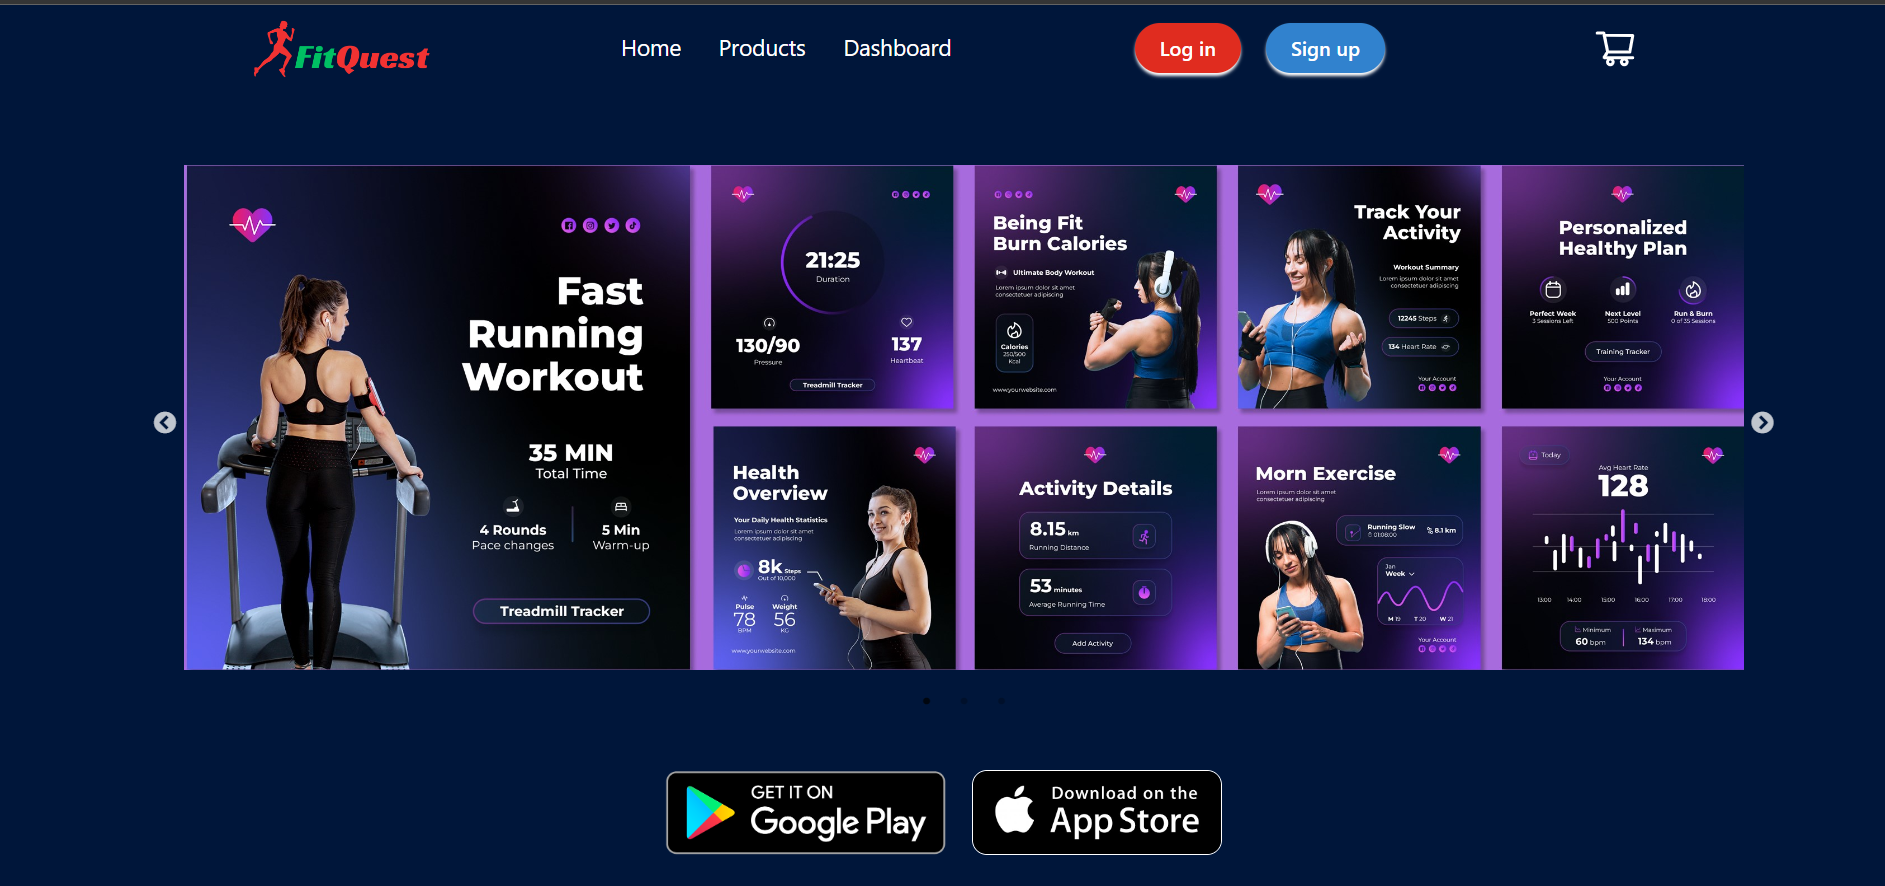 FitQuest
Home
Products
Dashboard
Log in
Sign up
Fast
Running
Workout
35 MIN
Total Time
4 Rounds
Pace changes
5 Min
Warm-up
Treadmill Tracker
21:25
Duration
130/90
Pressure
137
Heartbeat
Treadmill Tracker
Being Fit
Burn Calories
Ultimate Body Workout
Lorem ipsum dolor sit amet
consectetuer adipiscing
Calories
250/500
Kcal
www.yourwebsite.com
Track Your
Activity
Workout Summary
Lorem ipsum dolor sit amet
consectetuer adipiscing
12245 Steps
134 Heart Rate
Your Account
Personalized
Healthy Plan
Perfect Week
3 Sessions Left
Next Level
500 Points
Run & Burn
0 of 35 Sessions
Training Tracker
Your Account
Health
Overview
Your Daily Health Statistics
Lorem ipsum dolor sit amet
consectetuer adipiscing
8k Steps
Out of 10,000
Pulse
78
BPM
Weight
56
KG
www.yourwebsite.com
Activity Details
8.15 km
Running Distance
53 minutes
Average Running Time
Add Activity
Morn Exercise
Lorem ipsum dolor sit amet
consectetuer adipiscing
Running Slow
01:08:00
8.1 km
Jan
Week
M 19 T 20 W 21
Your Account
Today
Avg Heart Rate
128
13:00 14:00 15:00 16:00 17:00 18:00
Minimum
60 bpm
Maximum
134 bpm
GET IT ON
Google Play
Download on the
App Store